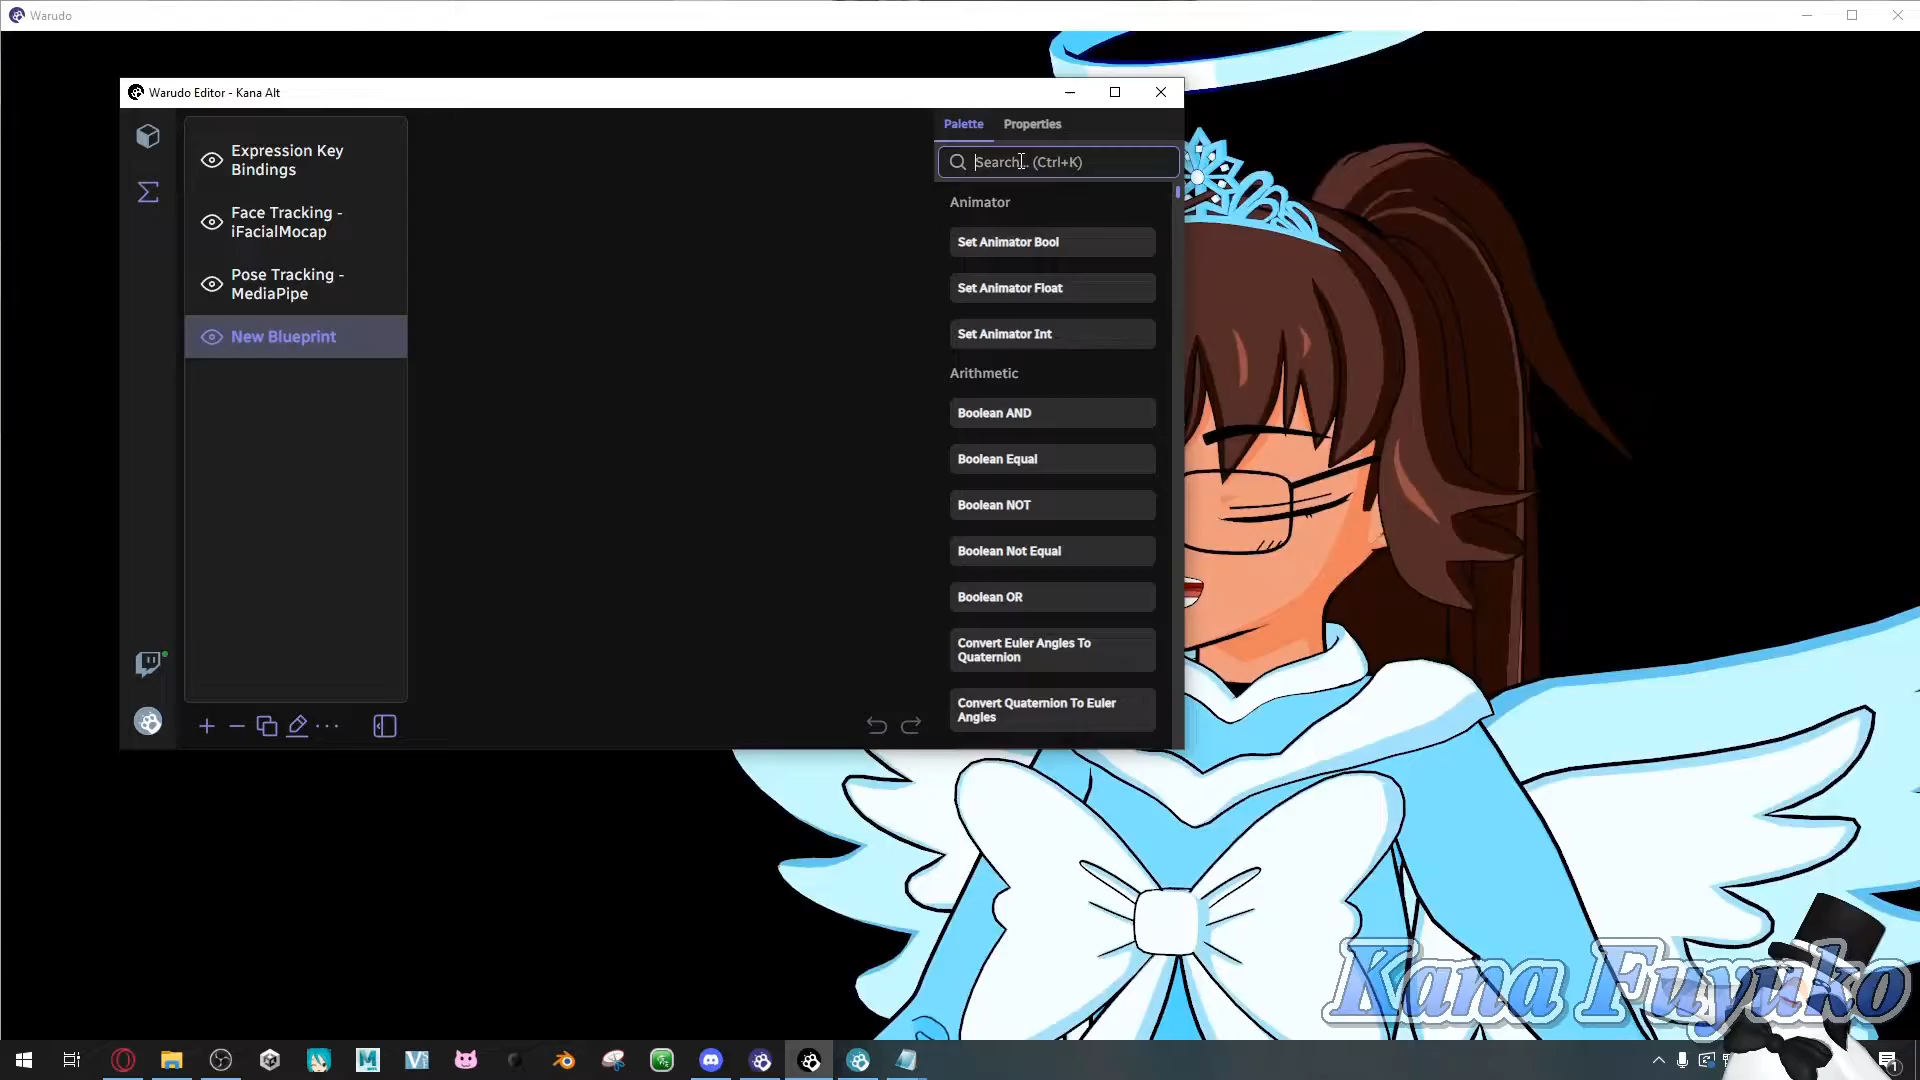 Warudo
Warudo Editor - Kana Alt
Expression Key
Bindings
Face Tracking -
iFacialMocap
Pose Tracking -
MediaPipe
New Blueprint
Palette Properties
Search... (Ctrl+K)
Animator
Set Animator Bool
Set Animator Float
Set Animator Int
Arithmetic
Boolean AND
Boolean Equal
Boolean NOT
Boolean Not Equal
Boolean OR
Convert Euler Angles To
Quaternion
Convert Quaternion To Euler
Angles
Kana Fuyuko